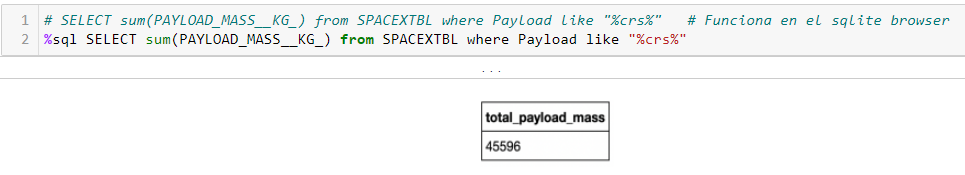 1 # SELECT sum(PAYLOAD_MASS__KG_) from SPACEXTBL where Payload like "%crs%" # Funciona en el sqlite browser
2 %sql SELECT sum(PAYLOAD_MASS__KG_) from SPACEXTBL where Payload like "%crs%"
...
total_payload_mass
45596